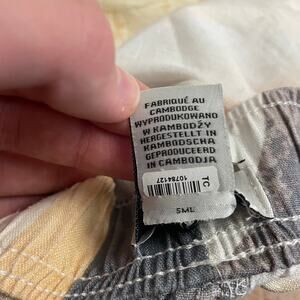 FABRIQUÉ AU
CAMBODGE
WYPRODUKOWANO
W KAMBODŻY
HERGESTELLT IN
KAMBODSCHA
GEPRODUCEERD
IN CAMBODJA
TC
10784127
SML